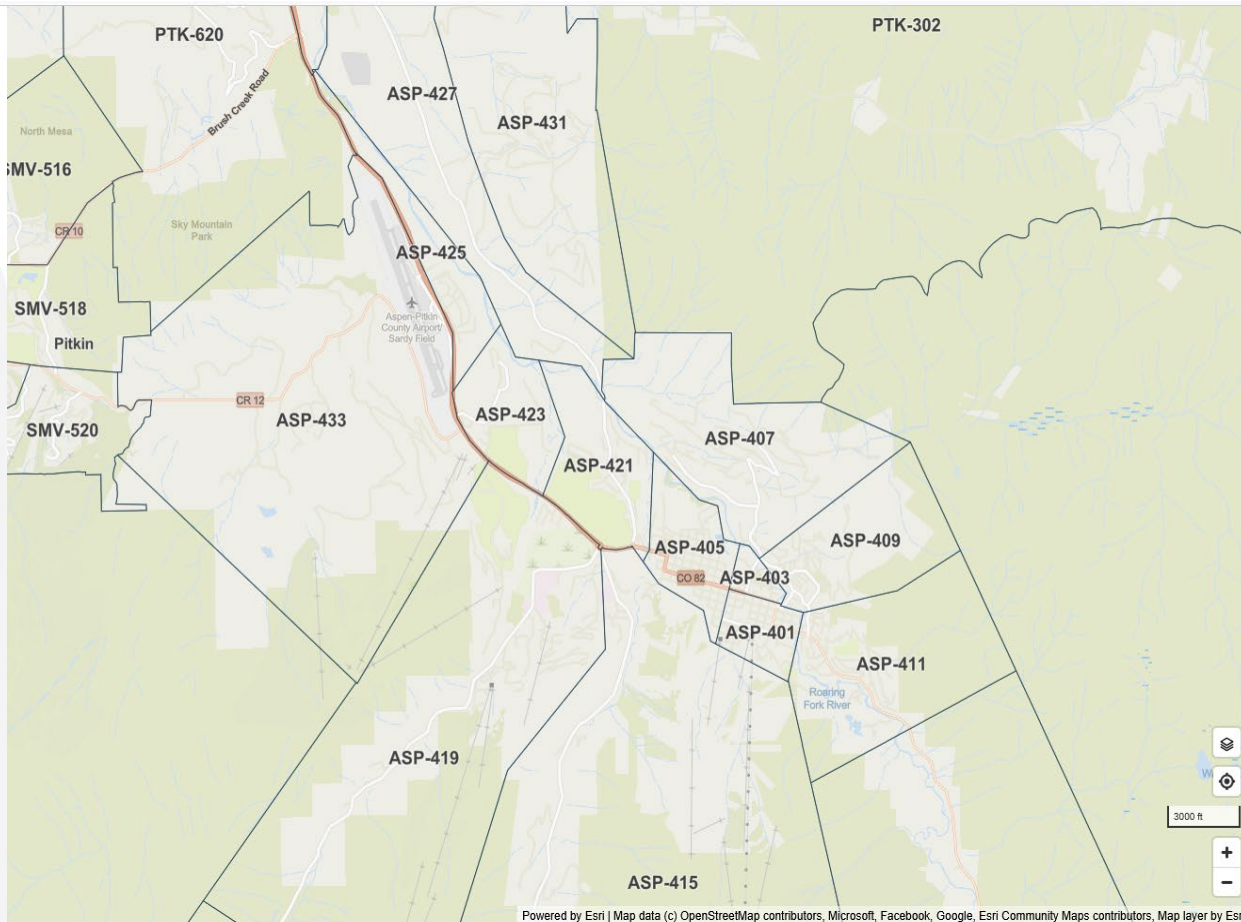 PTK-620
PTK-302
ASP-427
Brush Creek Road
ASP-431
North Mesa
SMV-516
CR 10
Sky Mountain
Park
ASP-425
SMV-518
Aspen-Pitkin
County Airport/
Sardy Field
Pitkin
CR 12
ASP-433
ASP-423
SMV-520
ASP-407
ASP-421
ASP-409
ASP-405
CO 82
ASP-403
ASP-401
ASP-411
Roaring
Fork River
ASP-419
W
3000 ft
+
−
ASP-415
Powered by Esri | Map data (c) OpenStreetMap contributors, Microsoft, Facebook, Google, Esri Community Maps contributors, Map layer by Esri